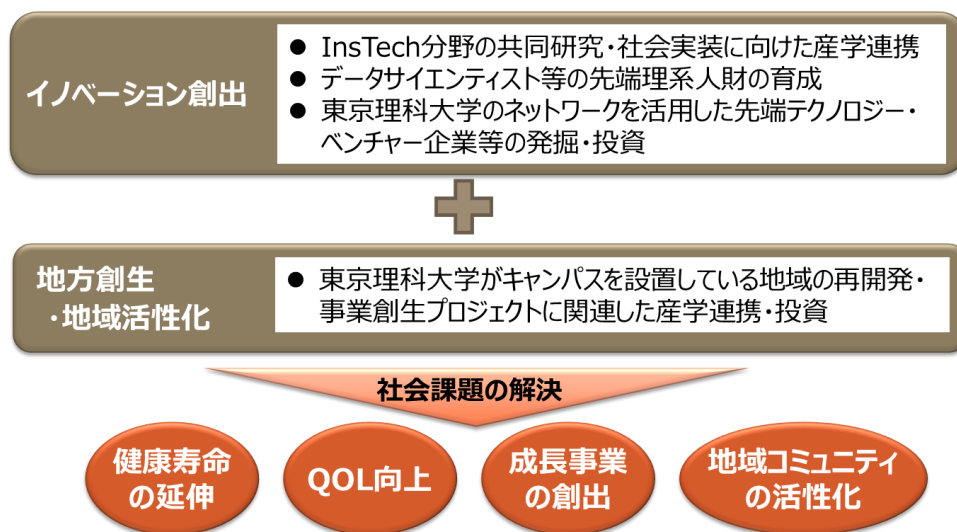 イノベーション創出
● InsTech分野の共同研究・社会実装に向けた産学連携
● データサイエンティスト等の先端理系人財の育成
● 東京理科大学のネットワークを活用した先端テクノロジー・
ベンチャー企業等の発掘・投資
地方創生
・地域活性化
● 東京理科大学がキャンパスを設置している地域の再開発・
事業創生プロジェクトに関連した産学連携・投資
社会課題の解決
健康寿命
の延伸
QOL向上
成長事業
の創出
地域コミュニティ
の活性化